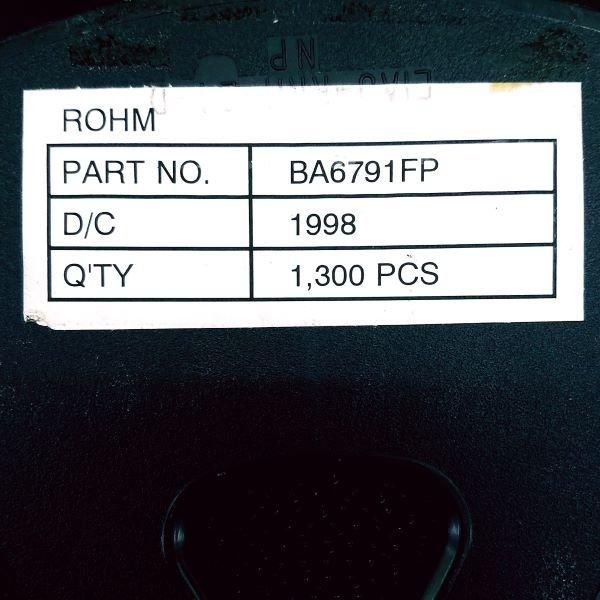 ROHM
PART NO. BA6791FP
D/C 1998
Q'TY 1,300 PCS